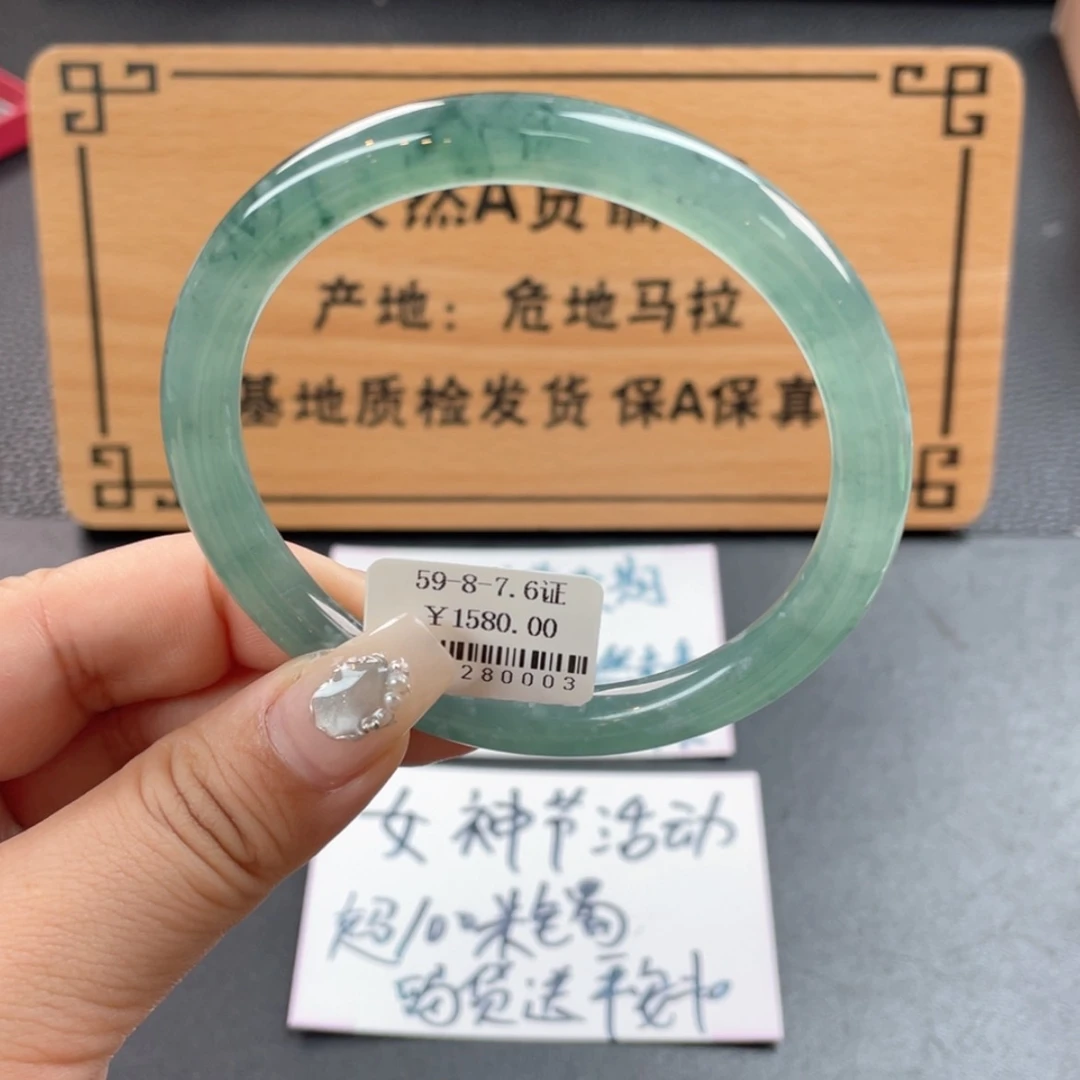 然A货
产地：危地马拉
基地质检发货 保A保真
59-8-7.6证
￥1580.00
280003
期
女神节活动
购货送平安扣